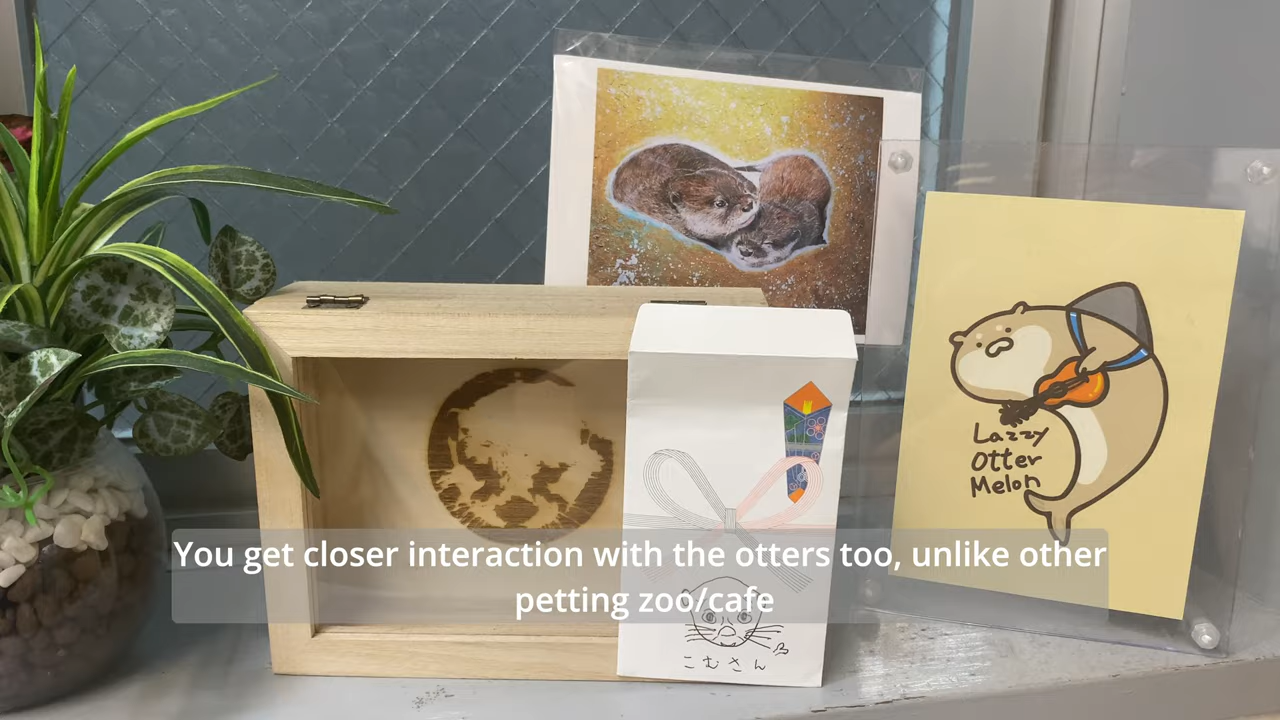 Lazzy
Otter
Melon
You get closer interaction with the otters too, unlike other
petting zoo/cafe
こむさん